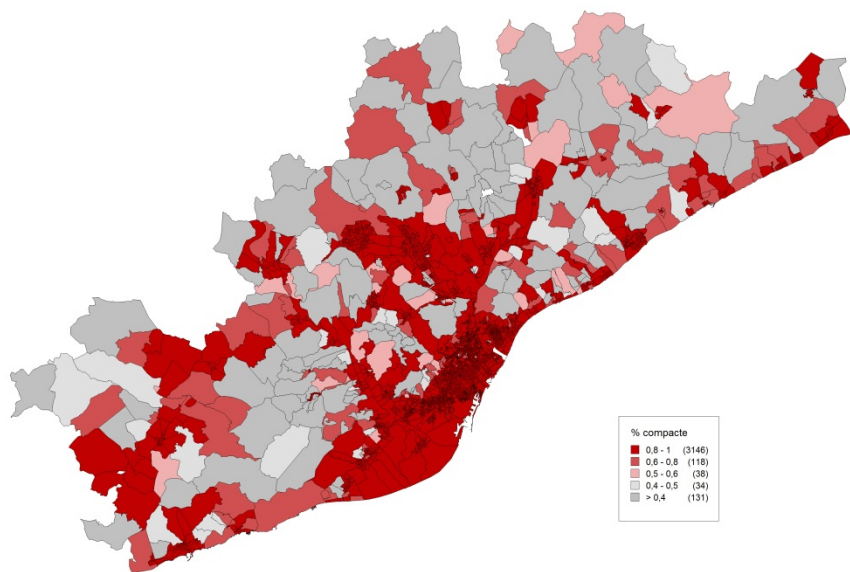 % compacte
0,8 - 1 (3146)
0,6 - 0,8 (118)
0,5 - 0,6 (38)
0,4 - 0,5 (34)
> 0,4 (131)